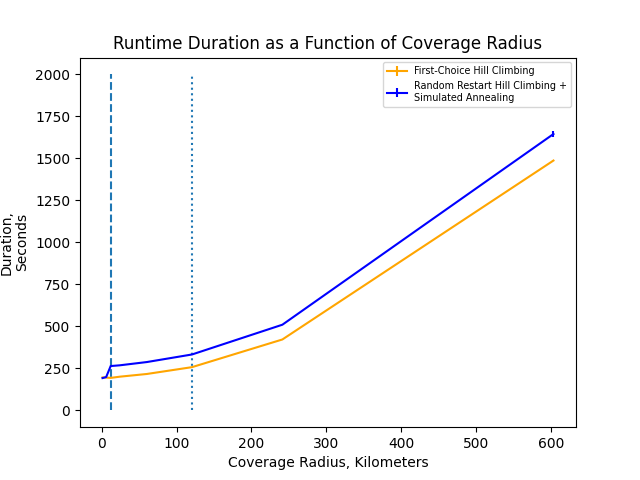 Runtime Duration as a Function of Coverage Radius
First-Choice Hill Climbing
Random Restart Hill Climbing +
Simulated Annealing
2000
1750
1500
1250
1000
750
500
250
0
Duration,
Seconds
0 100 200 300 400 500 600
Coverage Radius, Kilometers